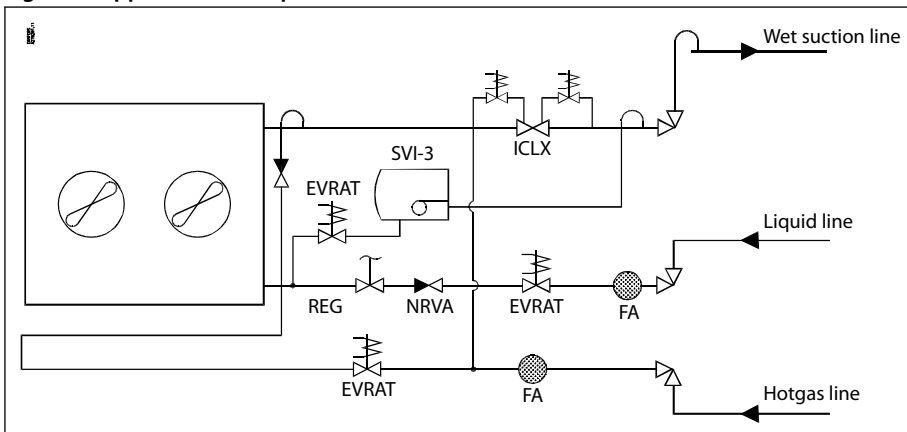 Wet suction line
ICLX
SVI-3
EVRAT
Liquid line
REG
NRVA
EVRAT
FA
EVRAT
FA
Hotgas line